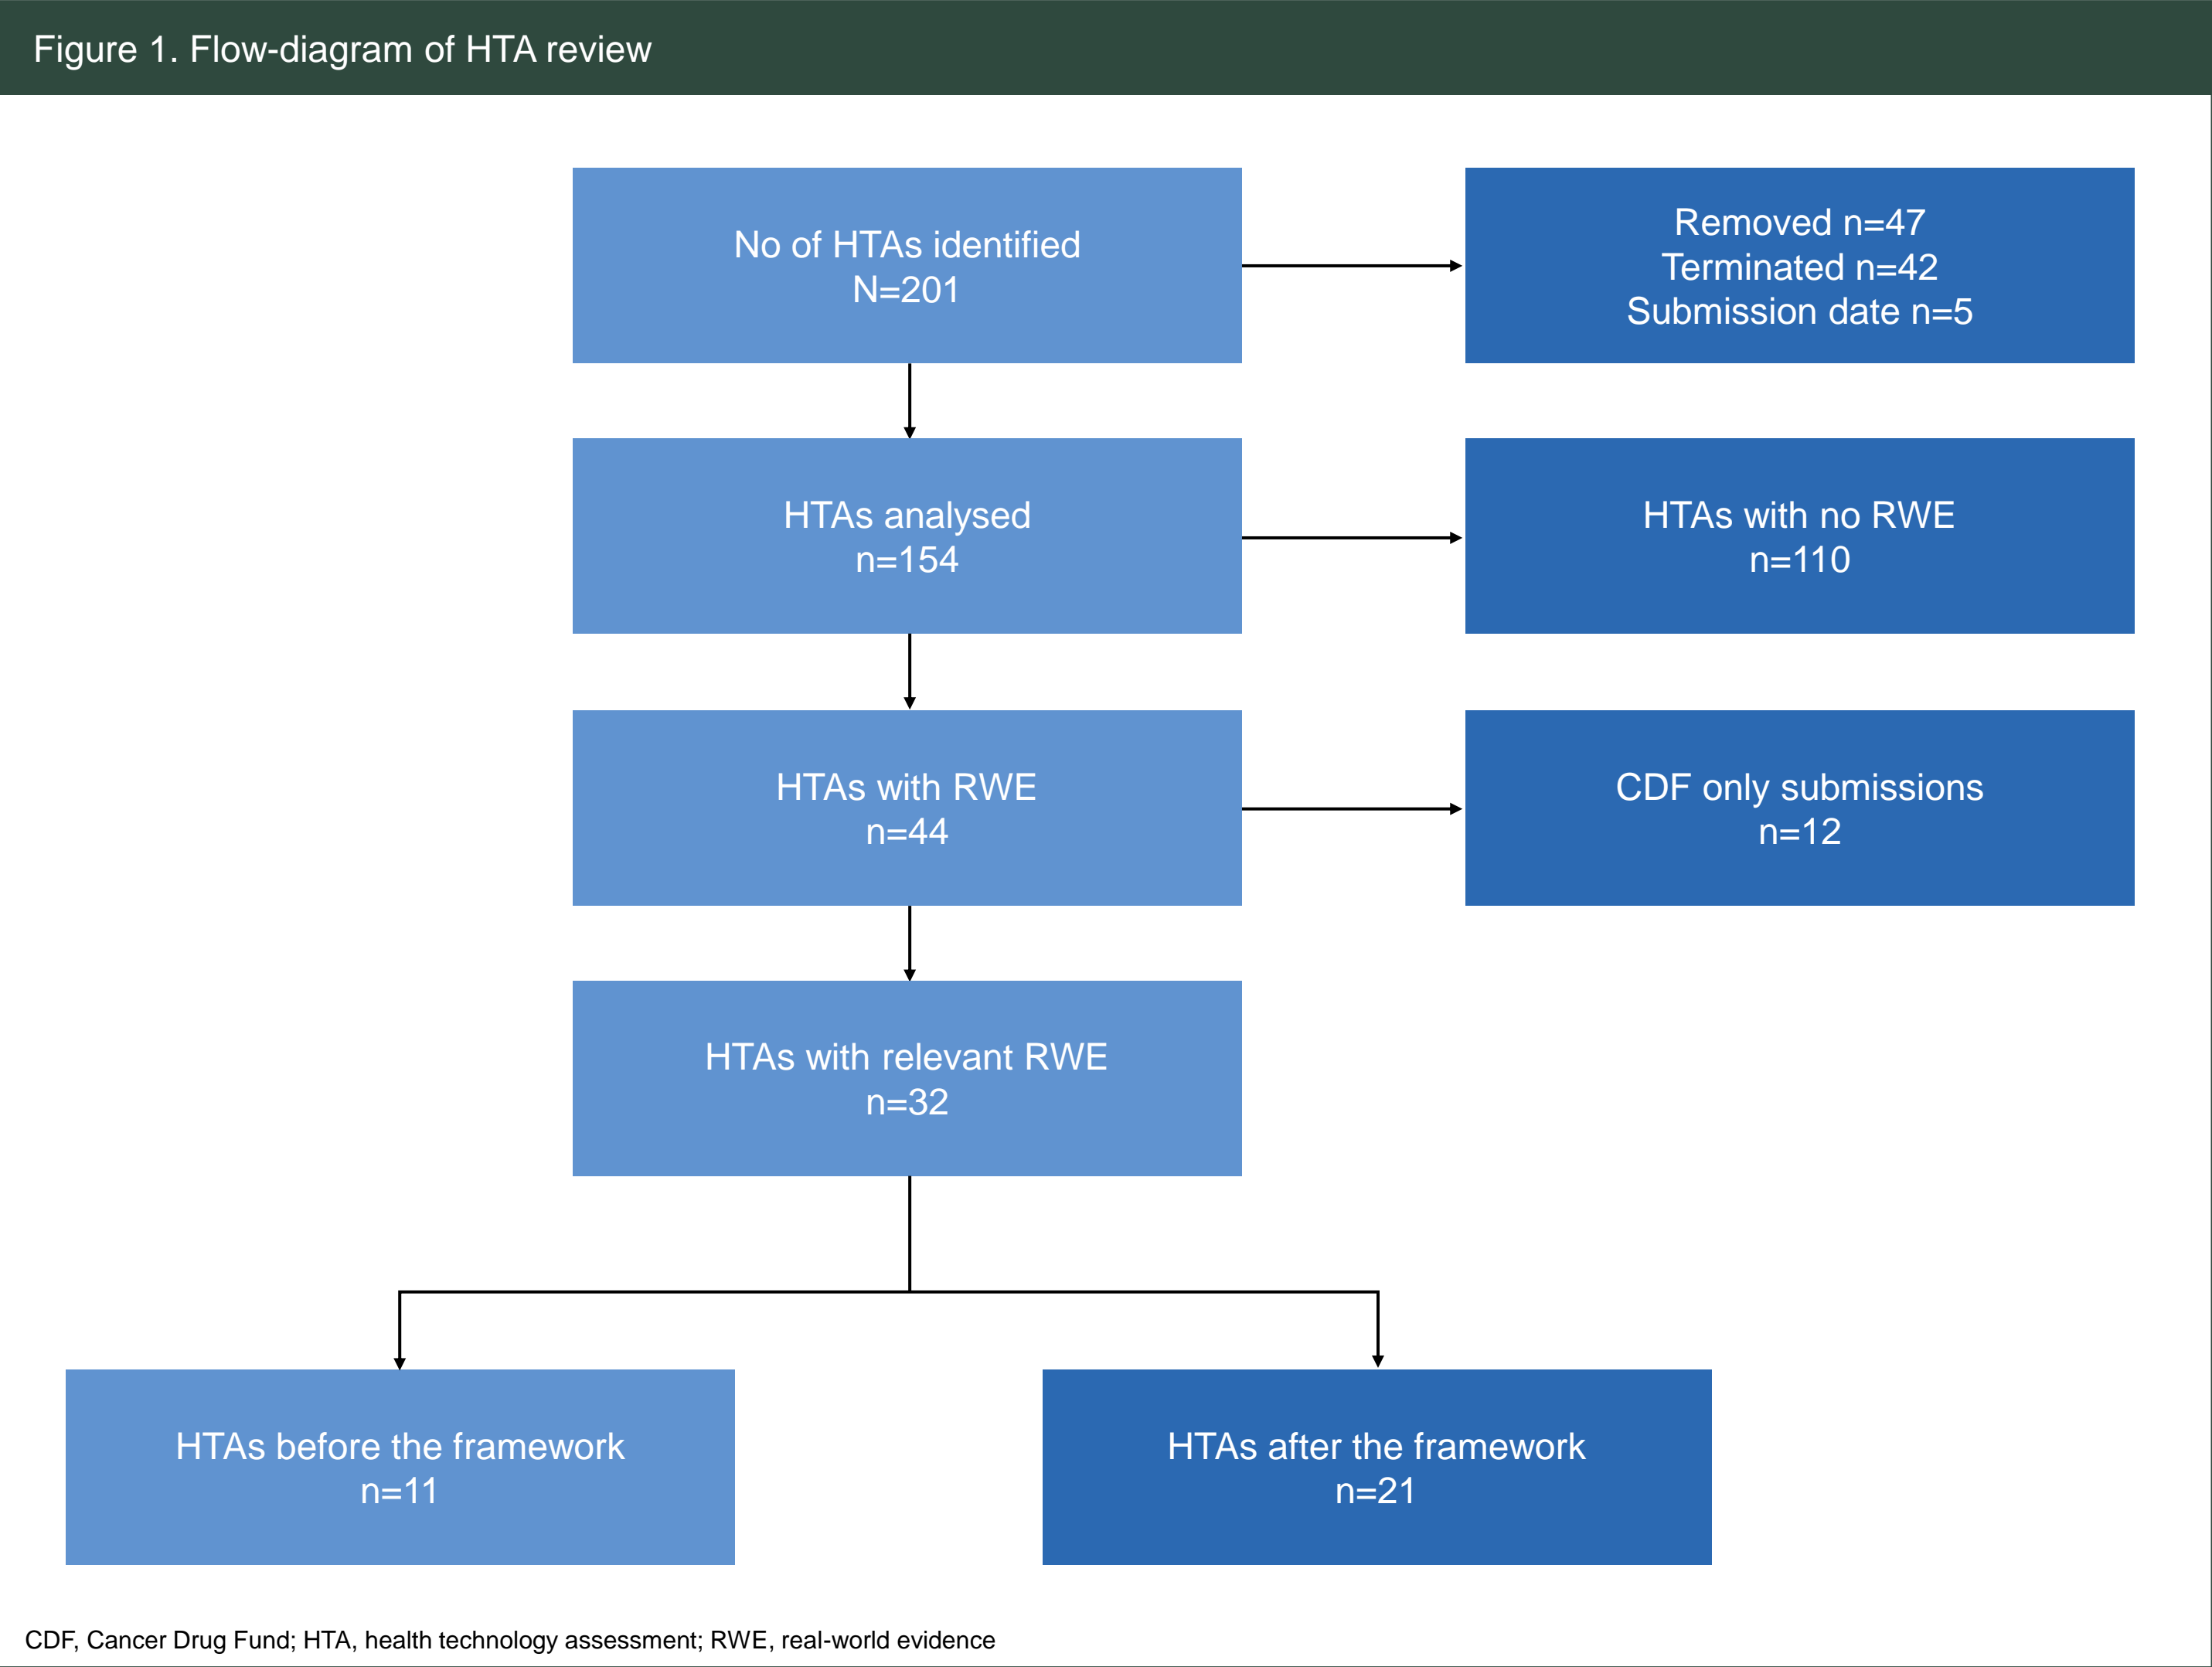 Figure 1. Flow-diagram of HTA review
No of HTAs identified
N=201
Removed n=47
Terminated n=42
Submission date n=5
HTAs analysed
n=154
HTAs with no RWE
n=110
HTAs with RWE
n=44
CDF only submissions
n=12
HTAs with relevant RWE
n=32
HTAs before the framework
n=11
HTAs after the framework
n=21
CDF, Cancer Drug Fund; HTA, health technology assessment; RWE, real-world evidence